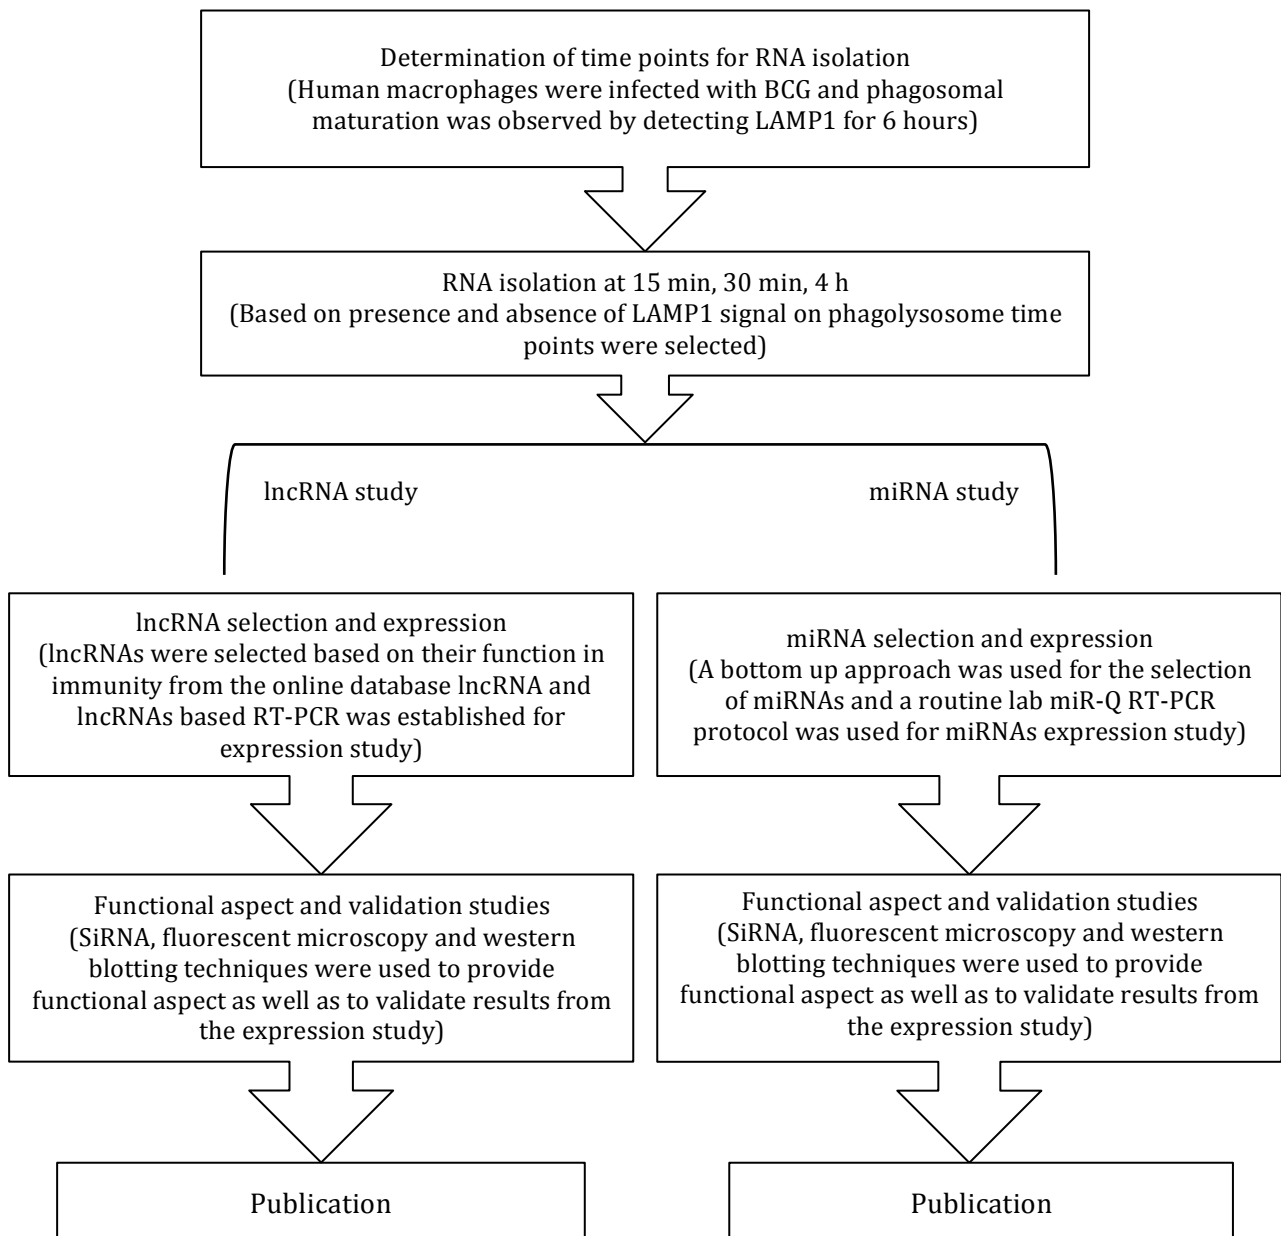 Determination of time points for RNA isolation
(Human macrophages were infected with BCG and phagosomal
maturation was observed by detecting LAMP1 for 6 hours)
RNA isolation at 15 min, 30 min, 4 h
(Based on presence and absence of LAMP1 signal on phagolysosome time
points were selected)
lncRNA study
miRNA study
lncRNA selection and expression
(lncRNAs were selected based on their function in
immunity from the online database lncRNA and
lncRNAs based RT-PCR was established for
expression study)
miRNA selection and expression
(A bottom up approach was used for the selection
of miRNAs and a routine lab miR-Q RT-PCR
protocol was used for miRNAs expression study)
Functional aspect and validation studies
(SiRNA, fluorescent microscopy and western
blotting techniques were used to provide
functional aspect as well as to validate results from
the expression study)
Functional aspect and validation studies
(SiRNA, fluorescent microscopy and western
blotting techniques were used to provide
functional aspect as well as to validate results from
the expression study)
Publication
Publication